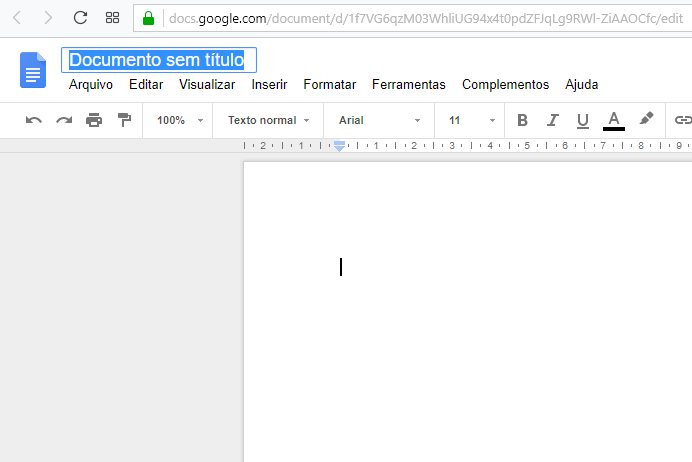 docs.google.com/document/d/1f7VG6qzM03WhliUG94x4t0pdZFJqLg9RWl-ZiAAOCfc/edit
Documento sem título
Arquivo Editar Visualizar Inserir Formatar Ferramentas Complementos Ajuda
100% Texto normal Arial 11 B I U A
2 1 1 2 3 4 5 6 7 8 9